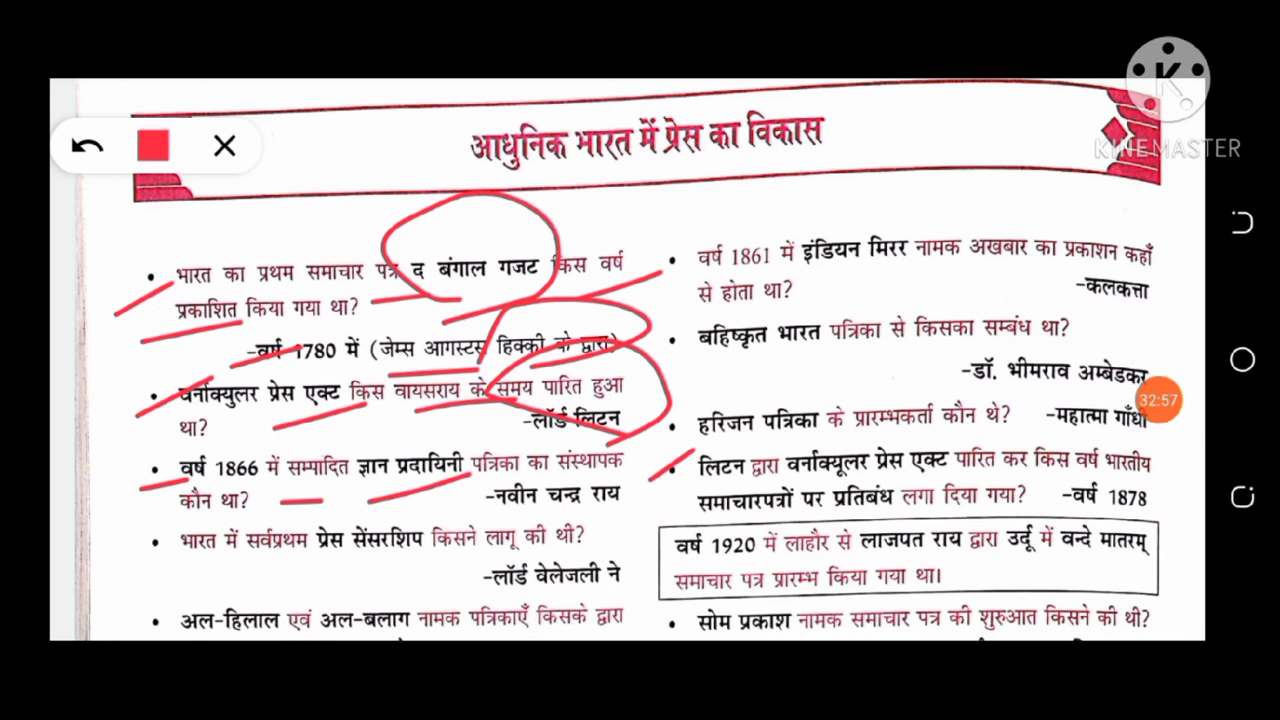 KINEMASTER
आधुनिक भारत में प्रेस का विकास
• भारत का प्रथम समाचार पत्र द बंगाल गजट किस वर्ष
प्रकाशित किया गया था?
-वर्ष 1780 में (जेम्स आगस्टस हिक्की के द्वारा)
• वर्नाक्युलर प्रेस एक्ट किस वायसराय के समय पारित हुआ
था?
-लॉर्ड लिटन
• वर्ष 1866 में सम्पादित ज्ञान प्रदायिनी पत्रिका का संस्थापक
कौन था?
-नवीन चन्द्र राय
• भारत में सर्वप्रथम प्रेस सेंसरशिप किसने लागू की थी?
-लॉर्ड वेलेजली ने
• अल-हिलाल एवं अल-बलाग नामक पत्रिकाएँ किसके द्वारा
• वर्ष 1861 में इंडियन मिरर नामक अखबार का प्रकाशन कहाँ
से होता था?
-कलकत्ता
• बहिष्कृत भारत पत्रिका से किसका सम्बंध था?
-डॉ. भीमराव अम्बेडकर
• हरिजन पत्रिका के प्रारम्भकर्ता कौन थे? -महात्मा गाँधी
• लिटन द्वारा वर्नाक्यूलर प्रेस एक्ट पारित कर किस वर्ष भारतीय
समाचारपत्रों पर प्रतिबंध लगा दिया गया? -वर्ष 1878
वर्ष 1920 में लाहौर से लाजपत राय द्वारा उर्दू में वन्दे मातरम्
समाचार पत्र प्रारम्भ किया गया था।
• सोम प्रकाश नामक समाचार पत्र की शुरुआत किसने की थी?
32:57